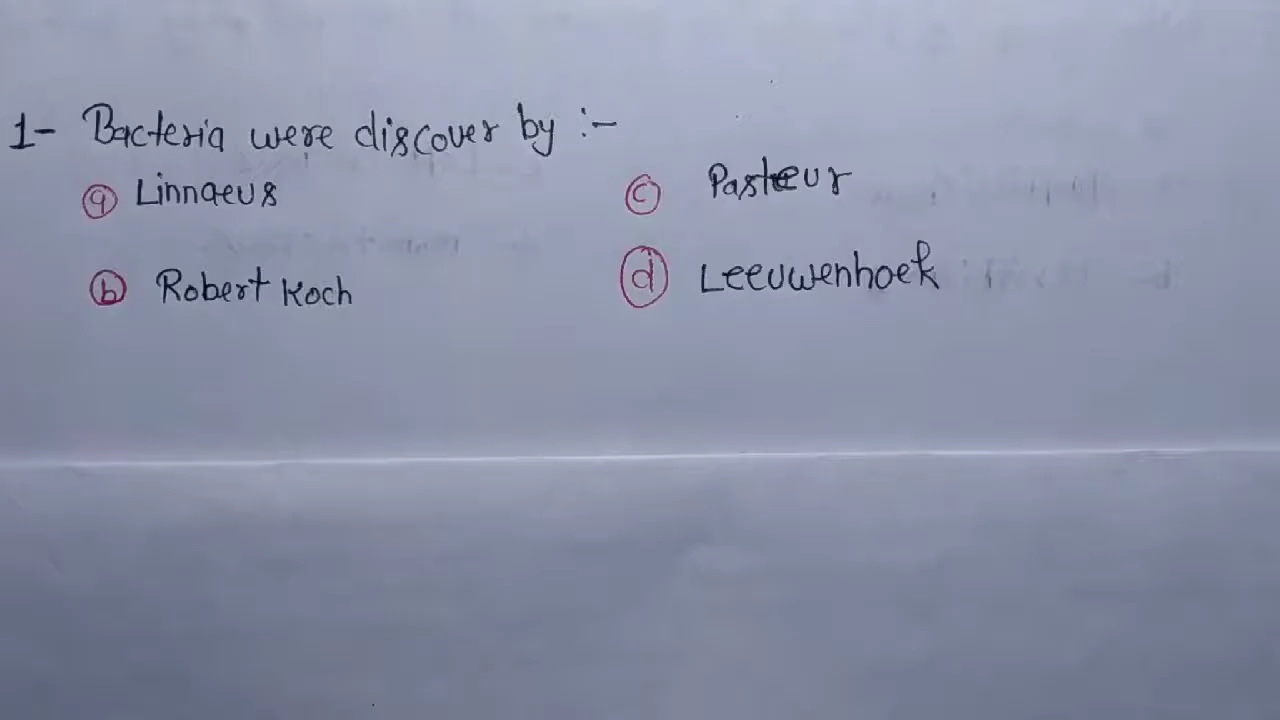 1- Bacteria were discover by :-
a Linnaeus
c Pasteur
b Robert Koch
d Leeuwenhoek